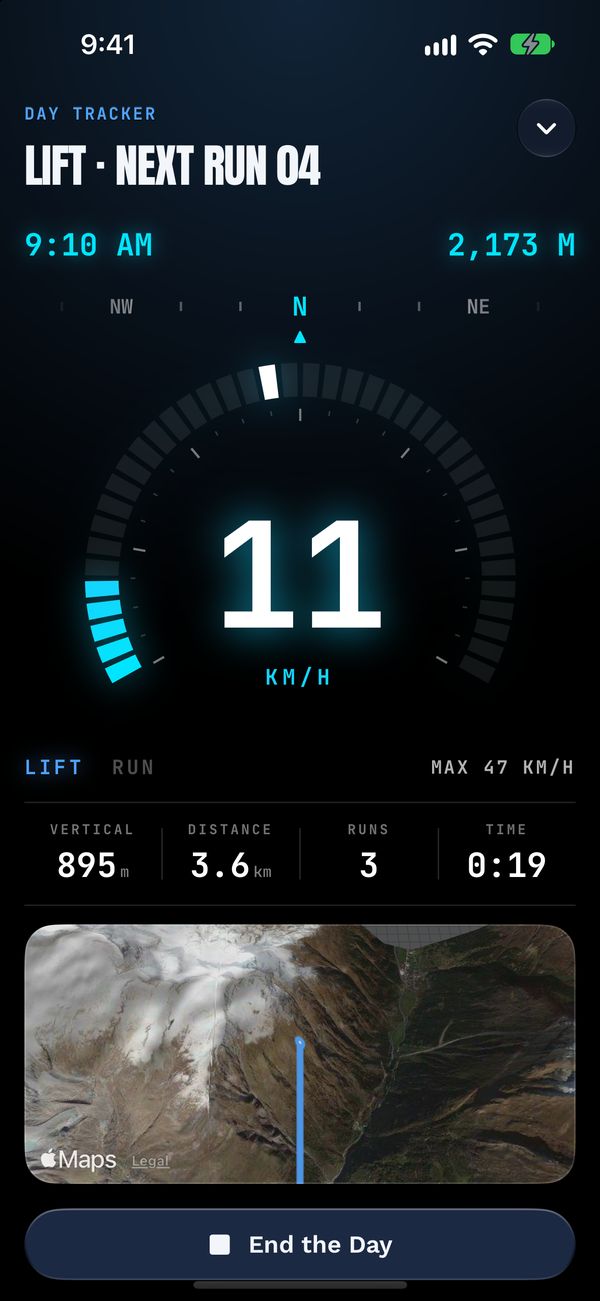 9:41
DAY TRACKER
LIFT · NEXT RUN 04
9:10 AM 2,173 M
NW N NE
11
KM/H
LIFT RUN MAX 47 KM/H
VERTICAL DISTANCE RUNS TIME
895 m 3.6 km 3 0:19
Maps Legal
End the Day